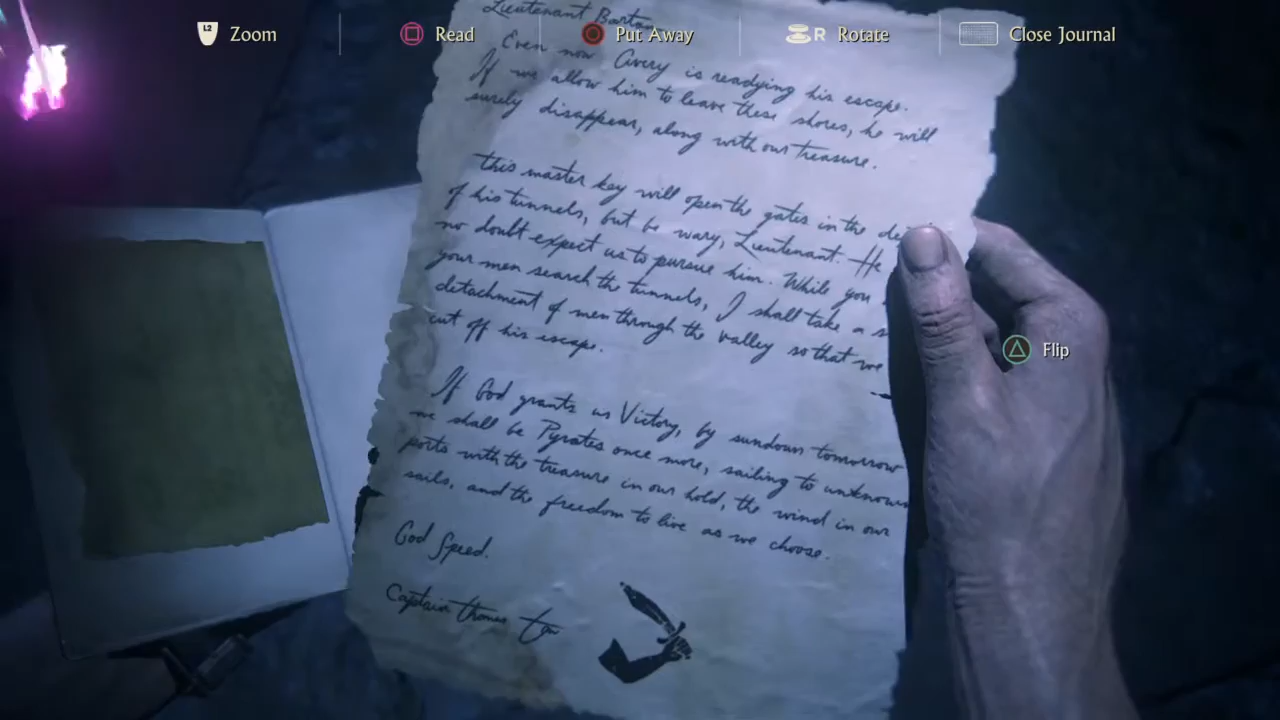 Zoom
Read
Put Away
R Rotate
Close Journal
L2
Lieutenant
Even now Avery is readying his escape.
If we allow him to leave these shores, he will
surely disappear, along with our treasure.
this master key will open the gates in the
of his tunnels, but be wary, Lieutenant. He
no doubt expect us to pursue him. While you
your men search the tunnels, I shall take a
detachment of men through the valley so that we
cut off his escape.
If God grants us Victory, by sundown tomorrow
we shall be Pyrates once more, sailing to unknown
ports with the treasure in our hold, the wind in our
sails, and the freedom to live as we choose.
God Speed.
Captain thomas tew
Flip